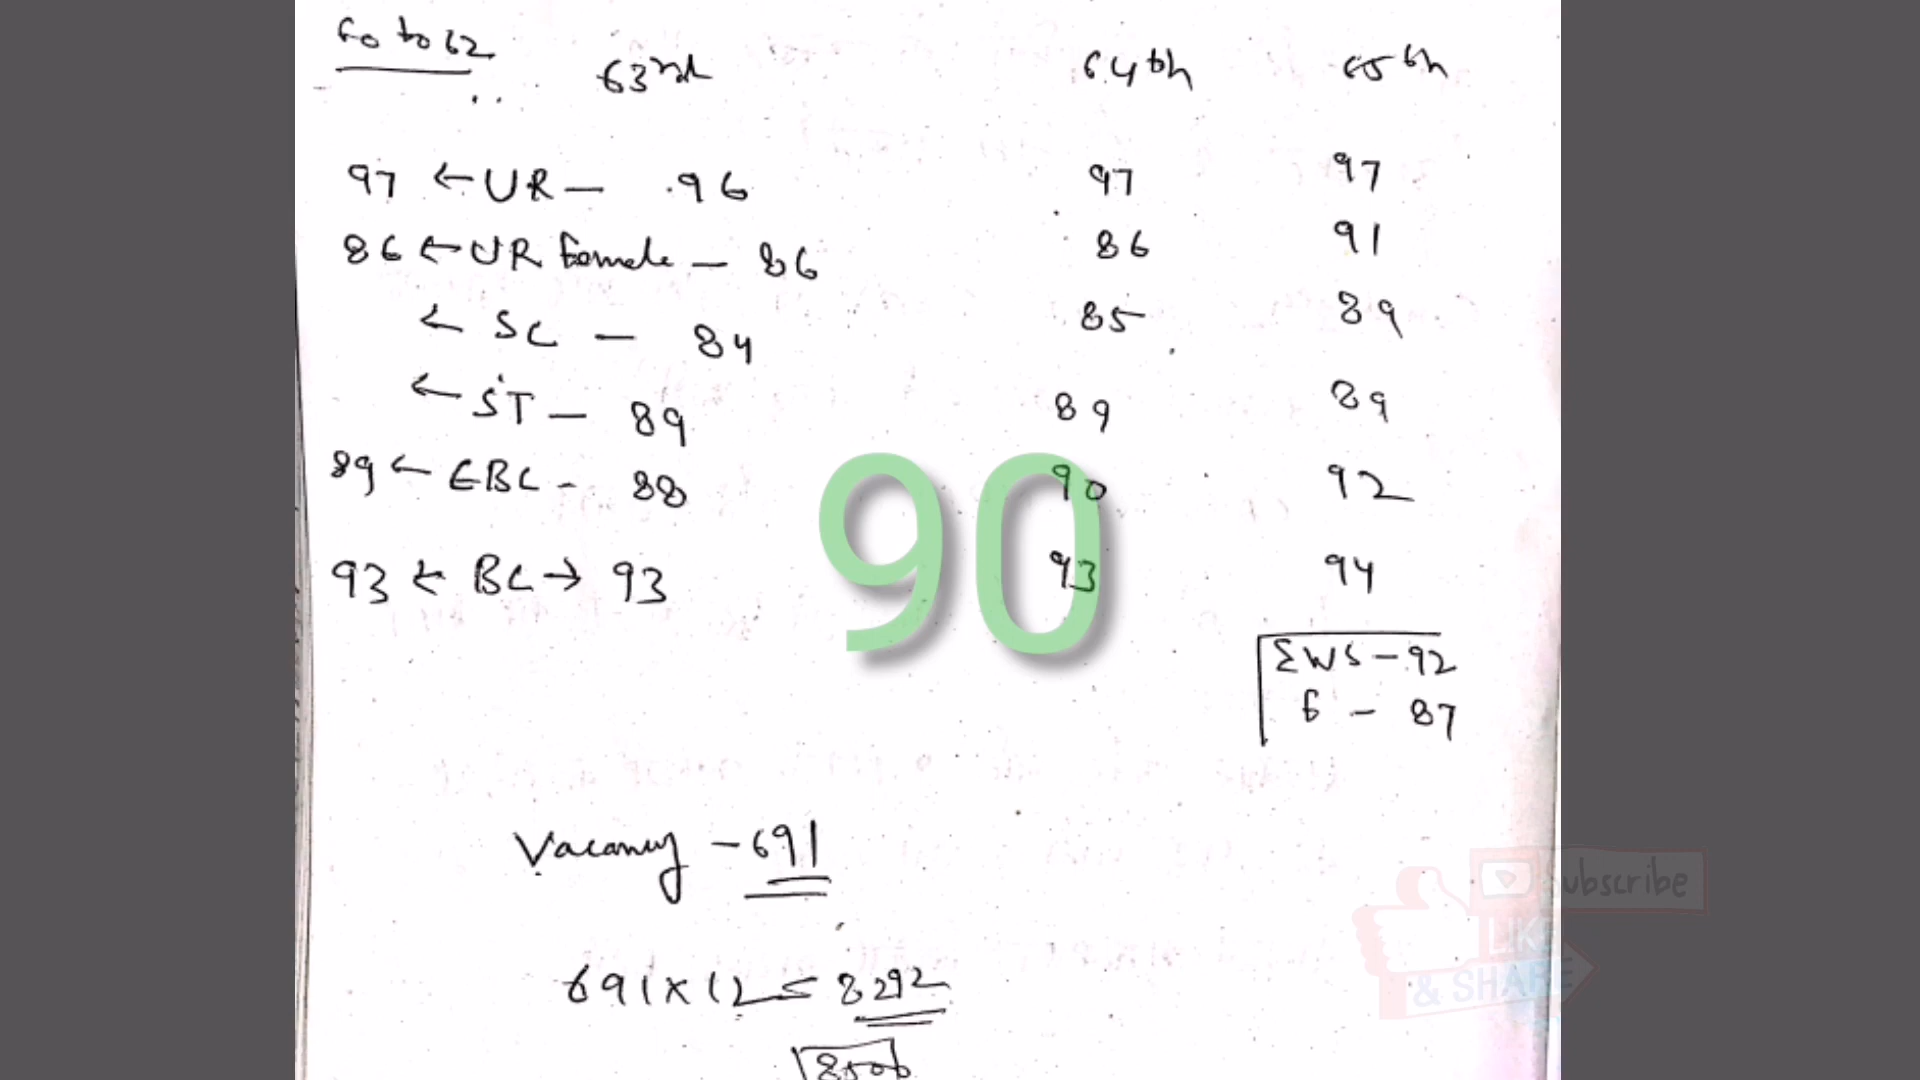 60 to 62 63rd 64th 65th
97 ← UR — 96 97 97
86 ← UR Female — 86 86 91
← SC — 84 85 89
← ST — 89 89 89
89 ← EBC - 88 90 92
93 ← BC → 93 93 94
90
EWS - 92
F - 87
Vacancy - 691
691 x 12 = 8292
8506
Subscribe
LIKE
& SHARE